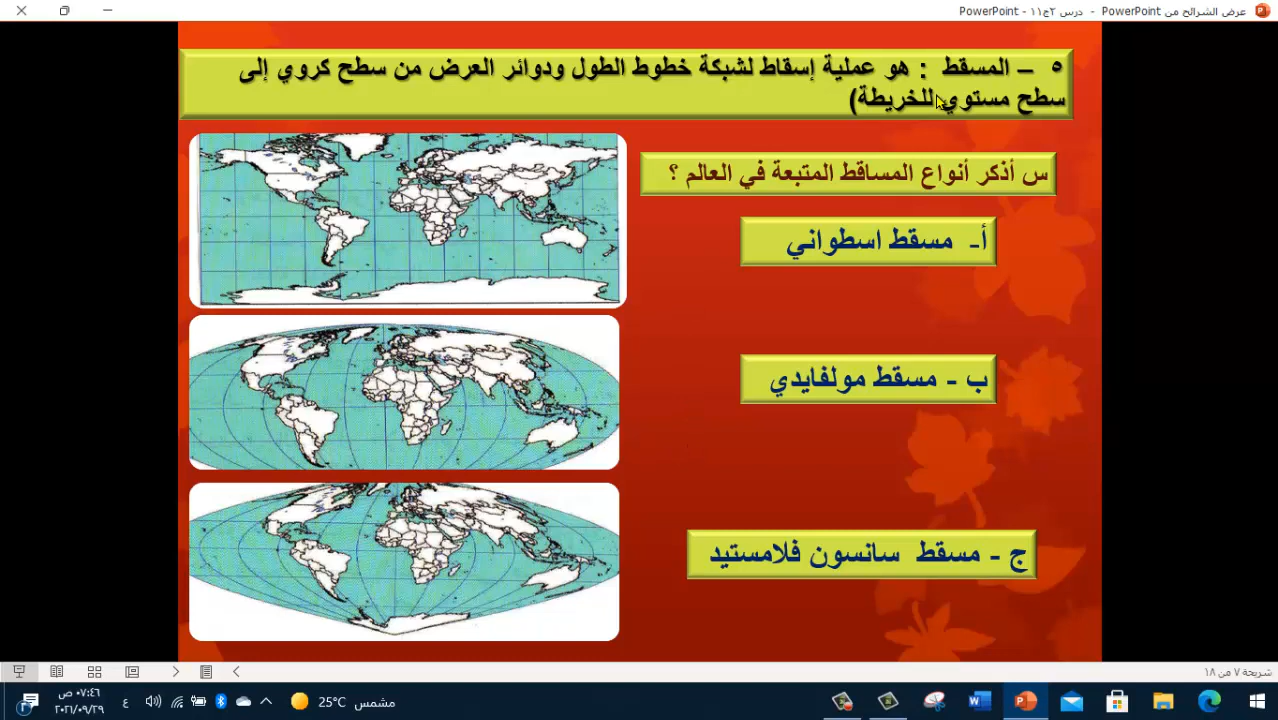 عرض الشرائح من PowerPoint - درس ٢ج١١ - PowerPoint
٥ – المسقط : هو عملية إسقاط لشبكة خطوط الطول ودوائر العرض من سطح كروي إلى
سطح مستوي للخريطة)
س أذكر أنواع المساقط المتبعة في العالم ؟
أ- مسقط اسطواني
ب - مسقط مولفايدي
ج - مسقط سانسون فلامستيد
شريحة ٧ من ١٨
مشمس 25°C
ع
٠٧:٤٦ ص
٢٠٢١/٠٩/٢٩